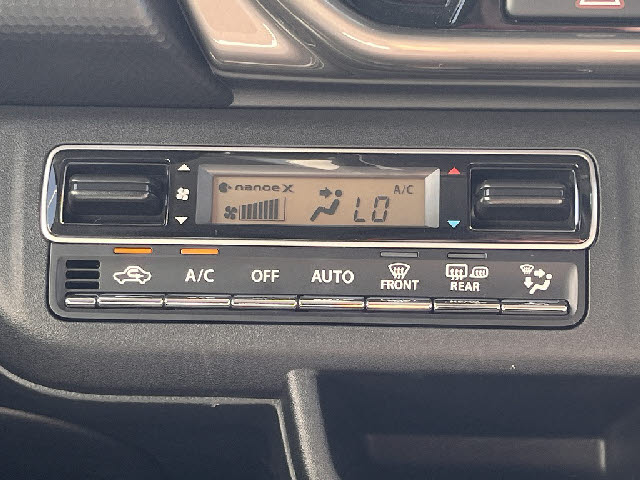 nanoe X
A/C
LO
A/C
OFF
AUTO
FRONT
REAR